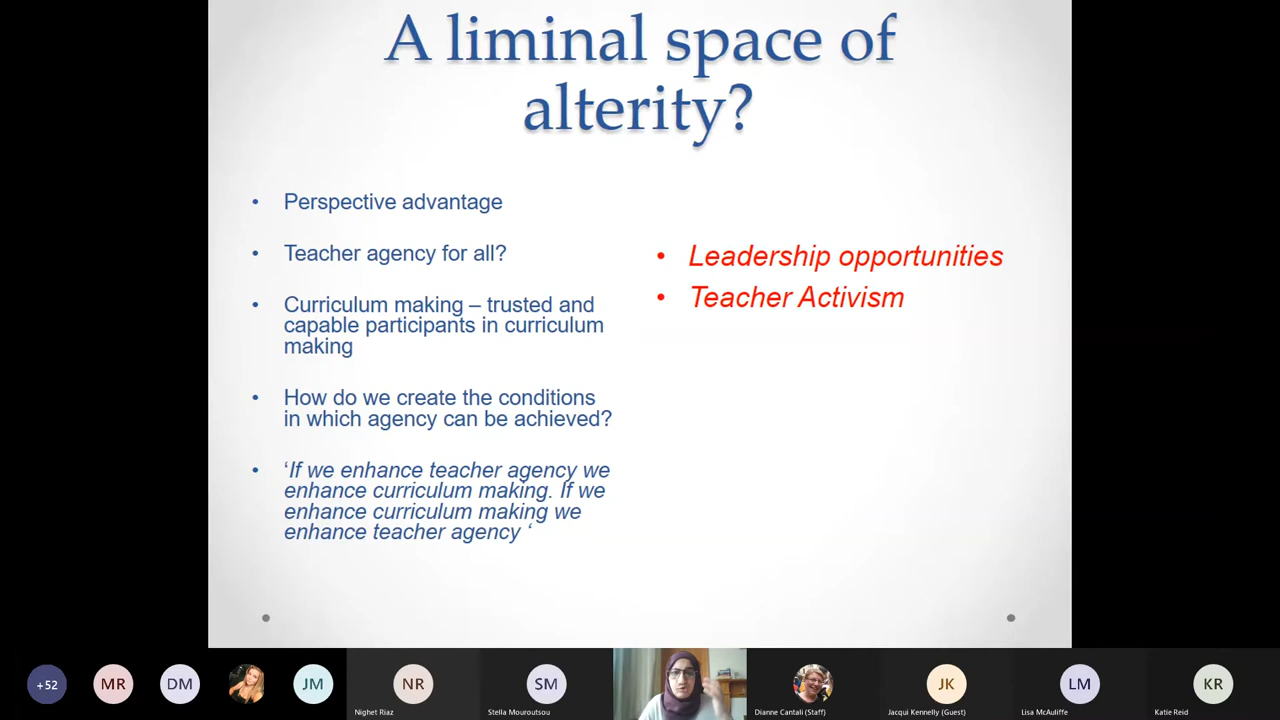 A liminal space of
alterity?
• Perspective advantage
• Teacher agency for all?
• Curriculum making – trusted and
capable participants in curriculum
making
• How do we create the conditions
in which agency can be achieved?
• ‘If we enhance teacher agency we
enhance curriculum making. If we
enhance curriculum making we
enhance teacher agency ‘
• Leadership opportunities
• Teacher Activism
+52
MR
DM
JM
NR
Nighet Riaz
SM
Stella Mouroutsou
Dianne Cantali (Staff)
JK
Jacqui Kennelly (Guest)
LM
Lisa McAuliffe
KR
Katie Reid